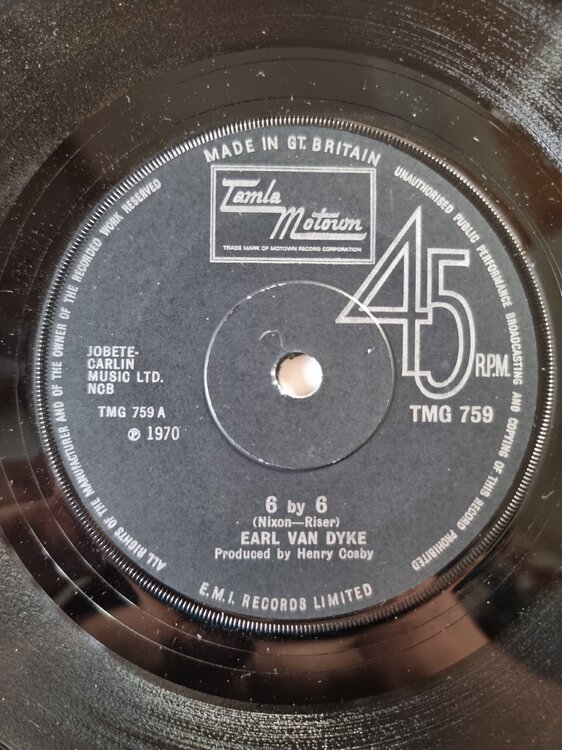 MADE IN GT. BRITAIN
UNAUTHORISED PUBLIC PERFORMANCE BROADCASTING AND COPYING OF THIS RECORD PROHIBITED
ALL RIGHTS OF THE MANUFACTURER AND OF THE OWNER OF THE RECORDED WORK RESERVED
Tamla
Motown
TRADE MARK OF MOTOWN RECORD CORPORATION
45
R.P.M.
TMG 759
JOBETE-
CARLIN
MUSIC LTD.
NCB
TMG 759 A
℗ 1970
6 by 6
(Nixon—Riser)
EARL VAN DYKE
Produced by Henry Cosby
E.M.I. RECORDS LIMITED